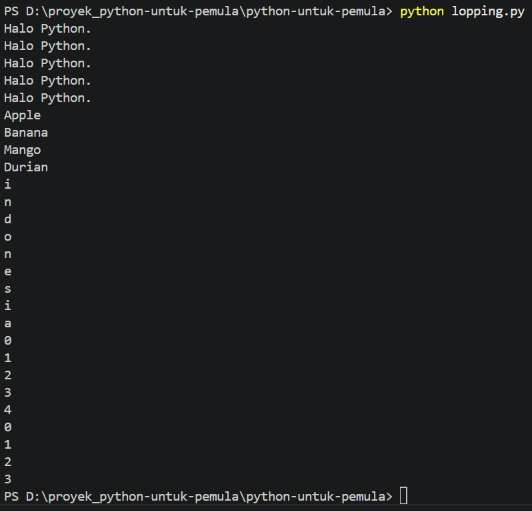 PS D:\proyek_python-untuk-pemula\python-untuk-pemula> python lopping.py
Halo Python.
Halo Python.
Halo Python.
Halo Python.
Halo Python.
Apple
Banana
Mango
Durian
i
n
d
o
n
e
s
i
a
0
1
2
3
4
0
1
2
3
PS D:\proyek_python-untuk-pemula\python-untuk-pemula>